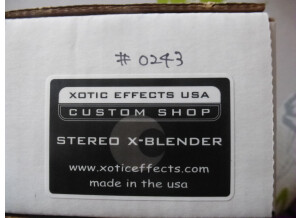 # 0243
XOTIC EFFECTS USA
CUSTOM SHOP
STEREO X-BLENDER
www.xoticeffects.com
made in the usa